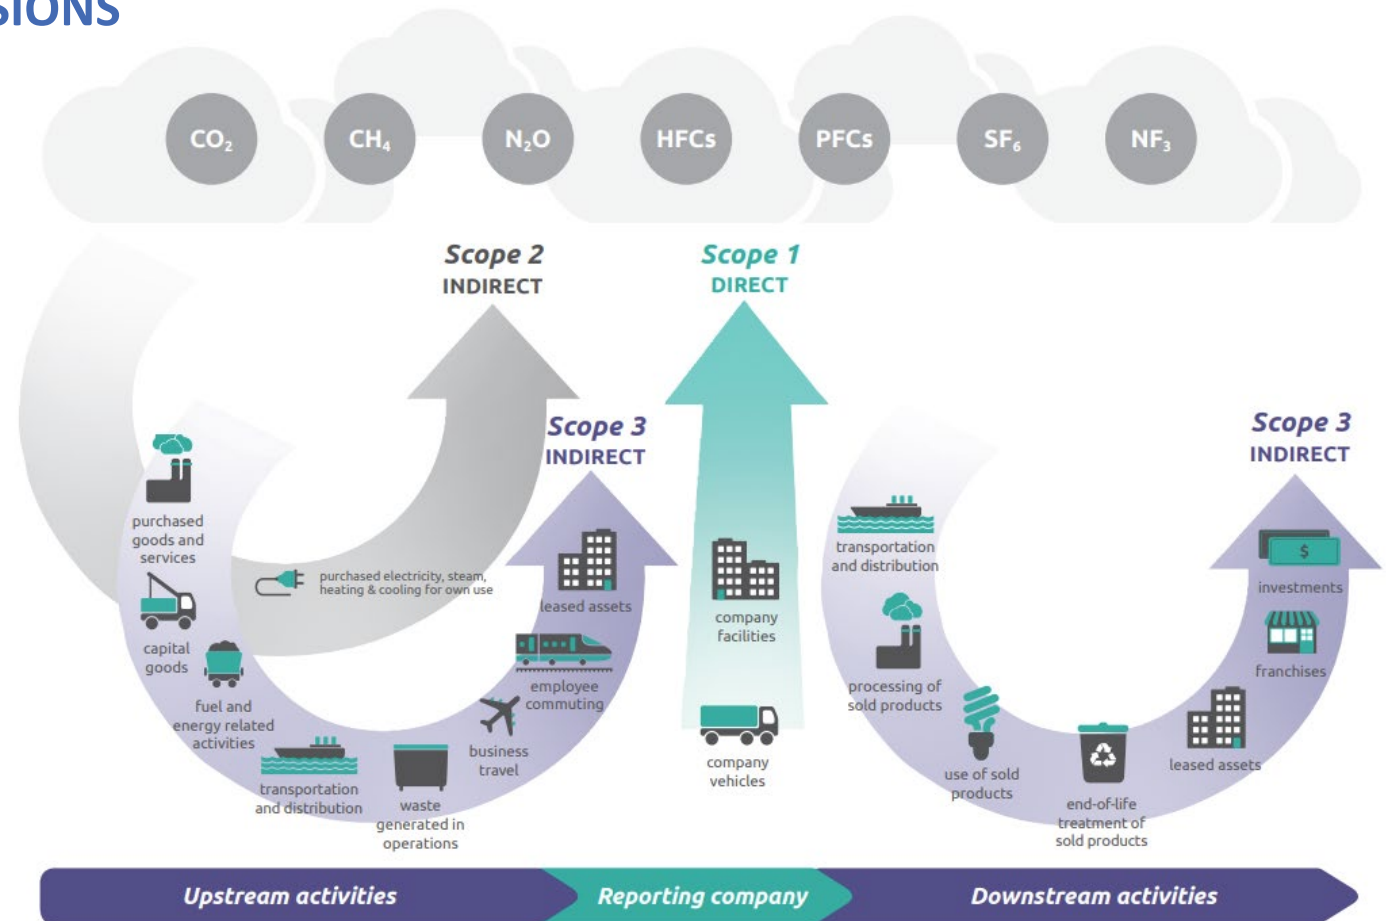 SIONS
CO₂
CH₄
N₂O
HFCs
PFCs
SF₆
NF₃
Scope 2
INDIRECT
Scope 1
DIRECT
Scope 3
INDIRECT
Scope 3
INDIRECT
purchased
goods and
services
capital
goods
fuel and
energy related
activities
transportation
and distribution
waste
generated in
operations
business
travel
employee
commuting
leased assets
purchased electricity, steam,
heating & cooling for own use
company
facilities
company
vehicles
transportation
and distribution
processing of
sold products
use of sold
products
end-of-life
treatment of
sold products
leased assets
franchises
$
investments
Upstream activities
Reporting company
Downstream activities